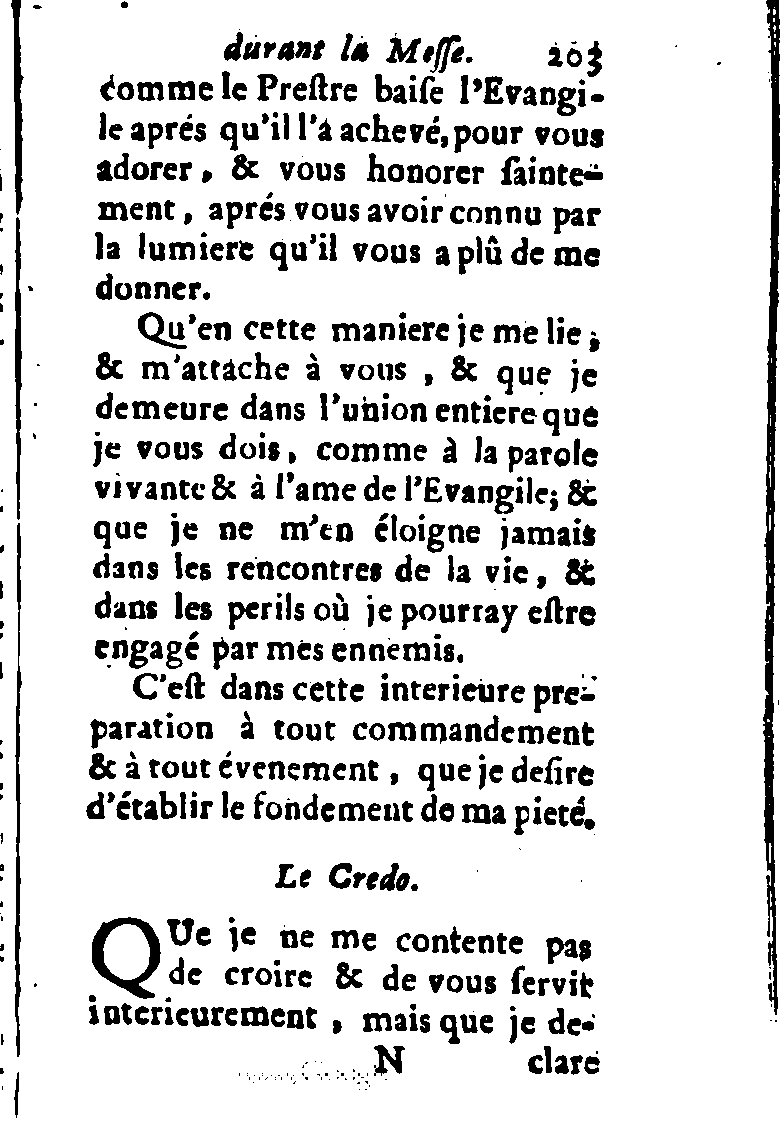 durant la Meſſe. 203
comme le Preſtre baiſe l'Evangi-
le aprés qu'il l'a achevé, pour vous
adorer, & vous honorer ſainte-
ment, aprés vous avoir connu par
la lumiere qu'il vous a plû de me
donner.
Qu'en cette maniere je me lie,
& m'attache à vous, & que je
demeure dans l'union entiere que
je vous dois, comme à la parole
vivante & à l'ame de l'Evangile; &
que je ne m'en éloigne jamais
dans les rencontres de la vie, &
dans les perils où je pourray eſtre
engagé par mes ennemis.
C'eſt dans cette interieure pre-
paration à tout commandement
& à tout évenement, que je deſire
d'établir le fondement de ma pieté.
Le Credo.
QUe je ne me contente pas
de croire & de vous ſervir
interieurement, mais que je de-
N clare